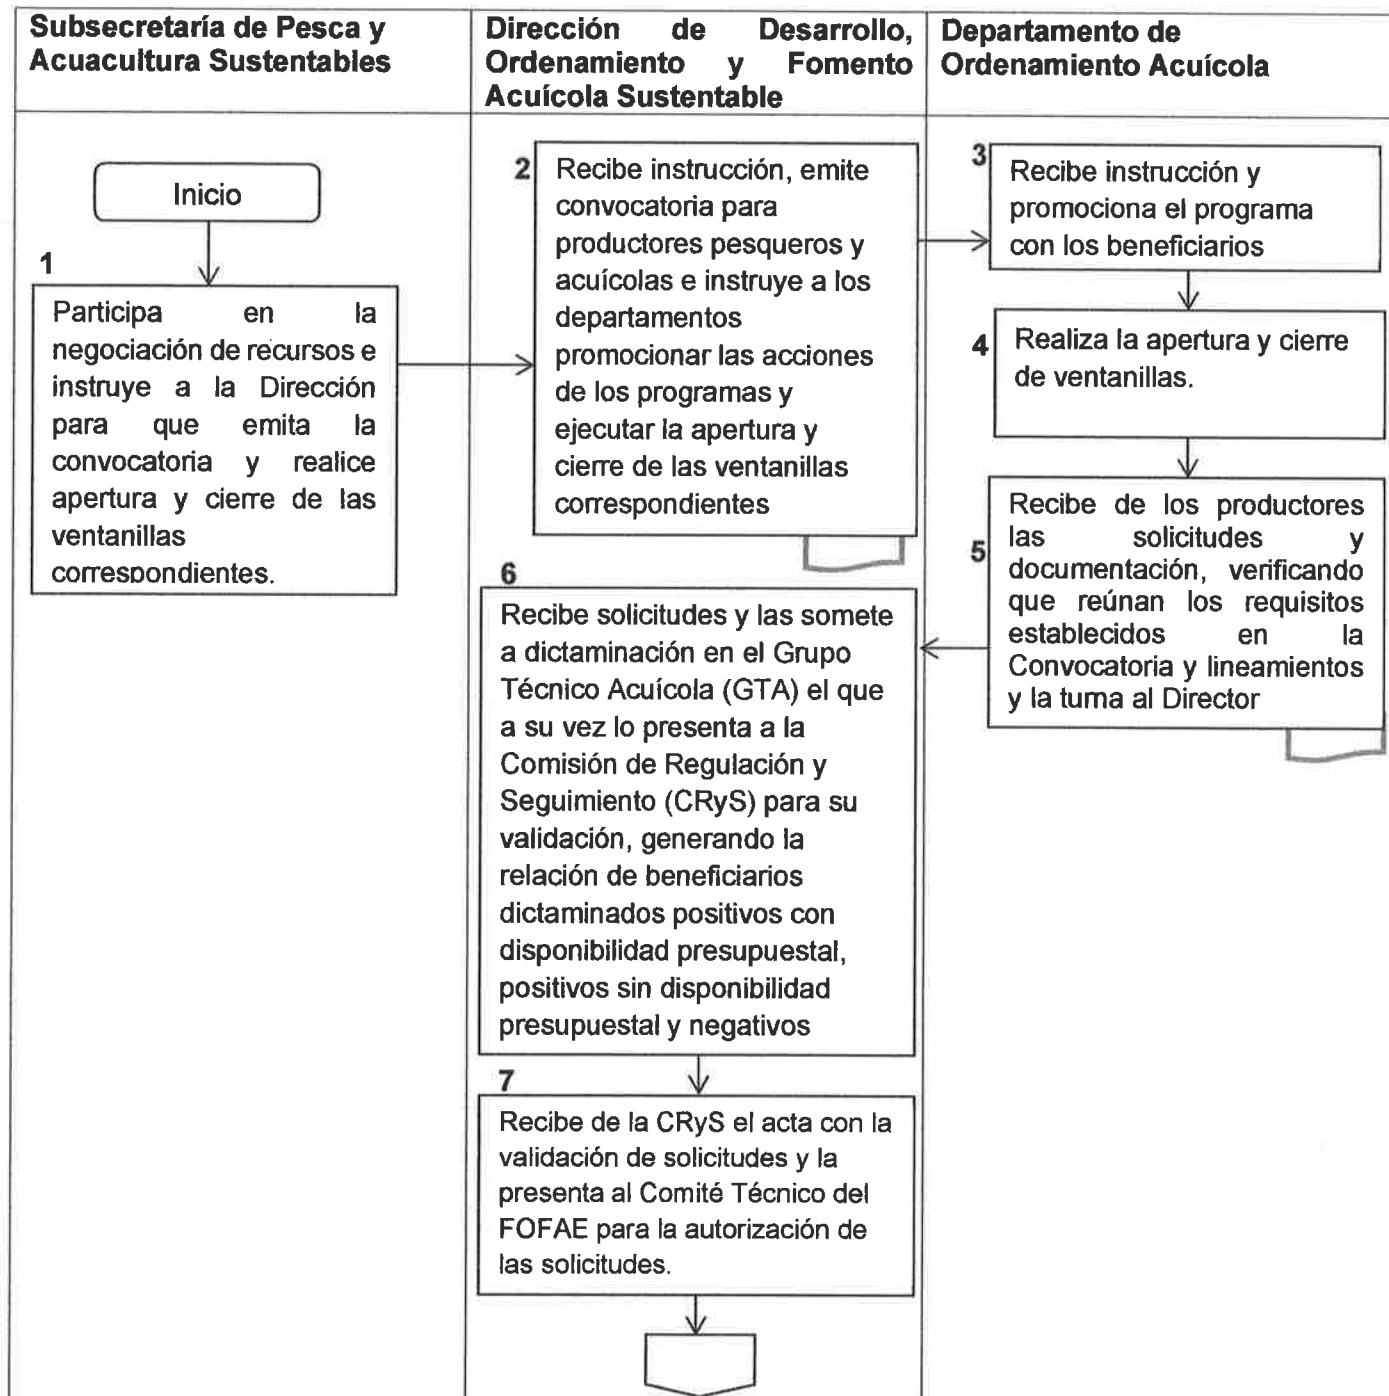 Subsecretaría de Pesca y
Acuacultura Sustentables
Dirección de Desarrollo,
Ordenamiento y Fomento
Acuícola Sustentable
Departamento de
Ordenamiento Acuícola
Inicio
1
Participa en la
negociación de recursos e
instruye a la Dirección
para que emita la
convocatoria y realice
apertura y cierre de las
ventanillas
correspondientes.
2
Recibe instrucción, emite
convocatoria para
productores pesqueros y
acuícolas e instruye a los
departamentos
promocionar las acciones
de los programas y
ejecutar la apertura y
cierre de las ventanillas
correspondientes
3
Recibe instrucción y
promociona el programa
con los beneficiarios
4
Realiza la apertura y cierre
de ventanillas.
5
Recibe de los productores
las solicitudes y
documentación, verificando
que reúnan los requisitos
establecidos en la
Convocatoria y lineamientos
y la turna al Director
6
Recibe solicitudes y las somete
a dictaminación en el Grupo
Técnico Acuícola (GTA) el que
a su vez lo presenta a la
Comisión de Regulación y
Seguimiento (CRyS) para su
validación, generando la
relación de beneficiarios
dictaminados positivos con
disponibilidad presupuestal,
positivos sin disponibilidad
presupuestal y negativos
7
Recibe de la CRyS el acta con la
validación de solicitudes y la
presenta al Comité Técnico del
FOFAE para la autorización de
las solicitudes.